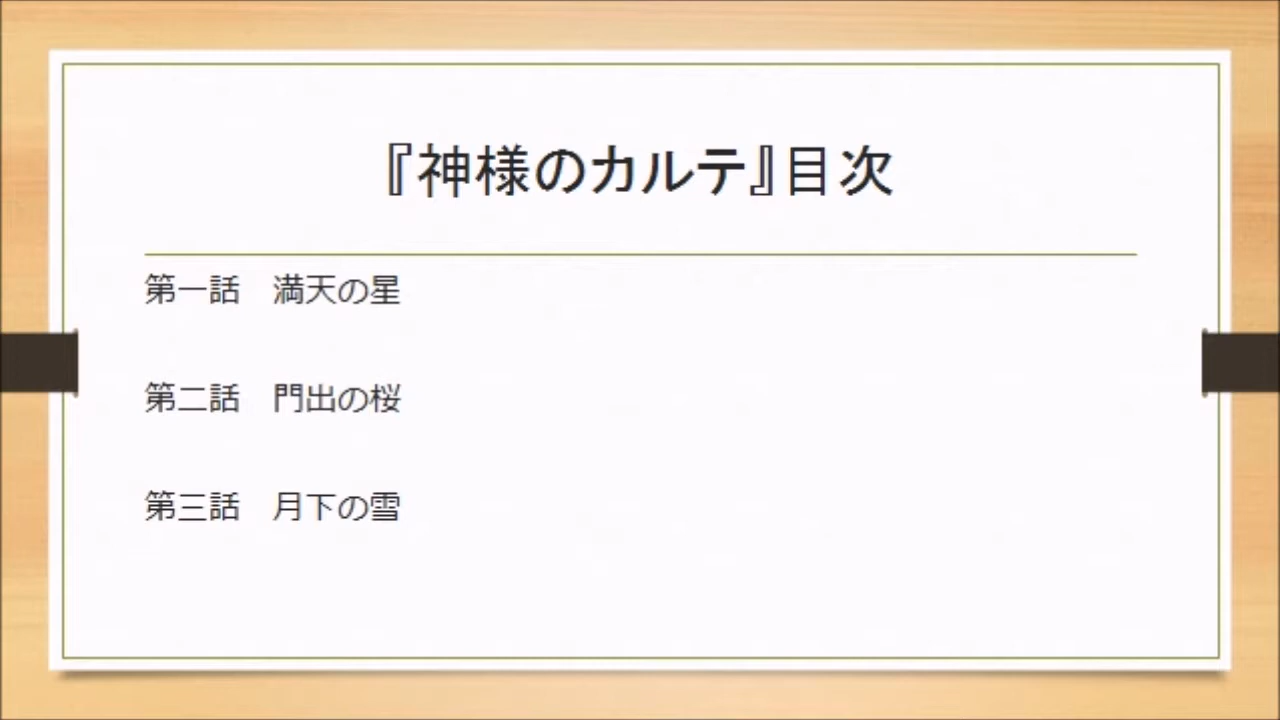 『神様のカルテ』目次
第一話　満天の星
第二話　門出の桜
第三話　月下の雪